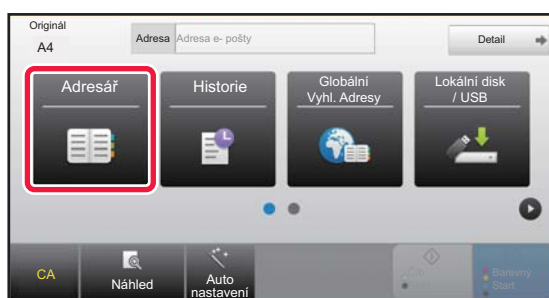 Originál
A4
Adresa Adresa e- pošty
Detail
Adresář
Historie
Globální
Vyhl. Adresy
Lokální disk
/ USB
CA
Náhled
Auto
nastavení
Barevný
Start